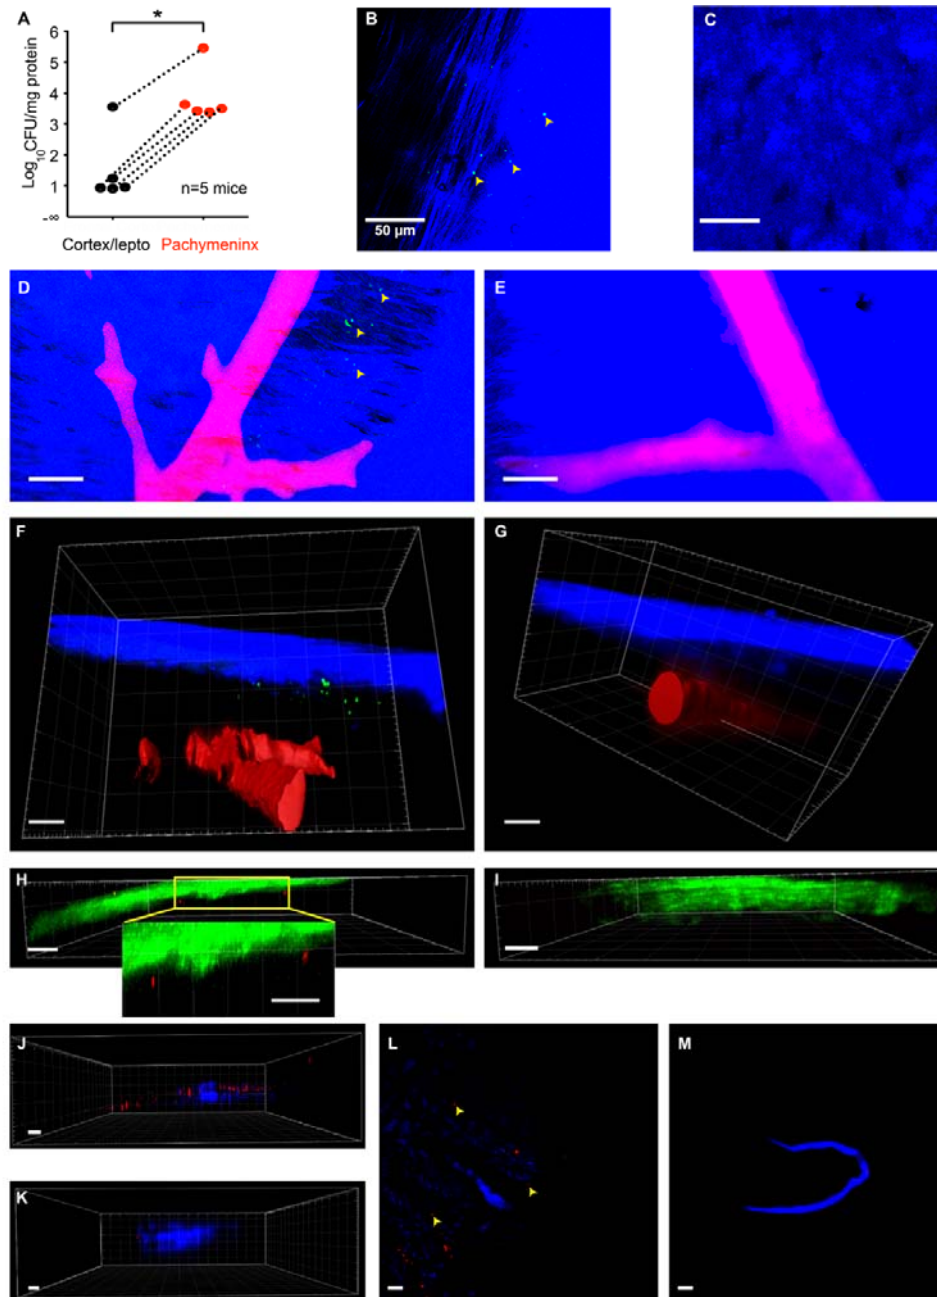 A
*
Log10CFU/mg protein
6
5
4
3
2
1
-∞
n=5 mice
Cortex/lepto Pachymeninx
B
50 µm
C
D
E
F
G
H
I
J
K
L
M